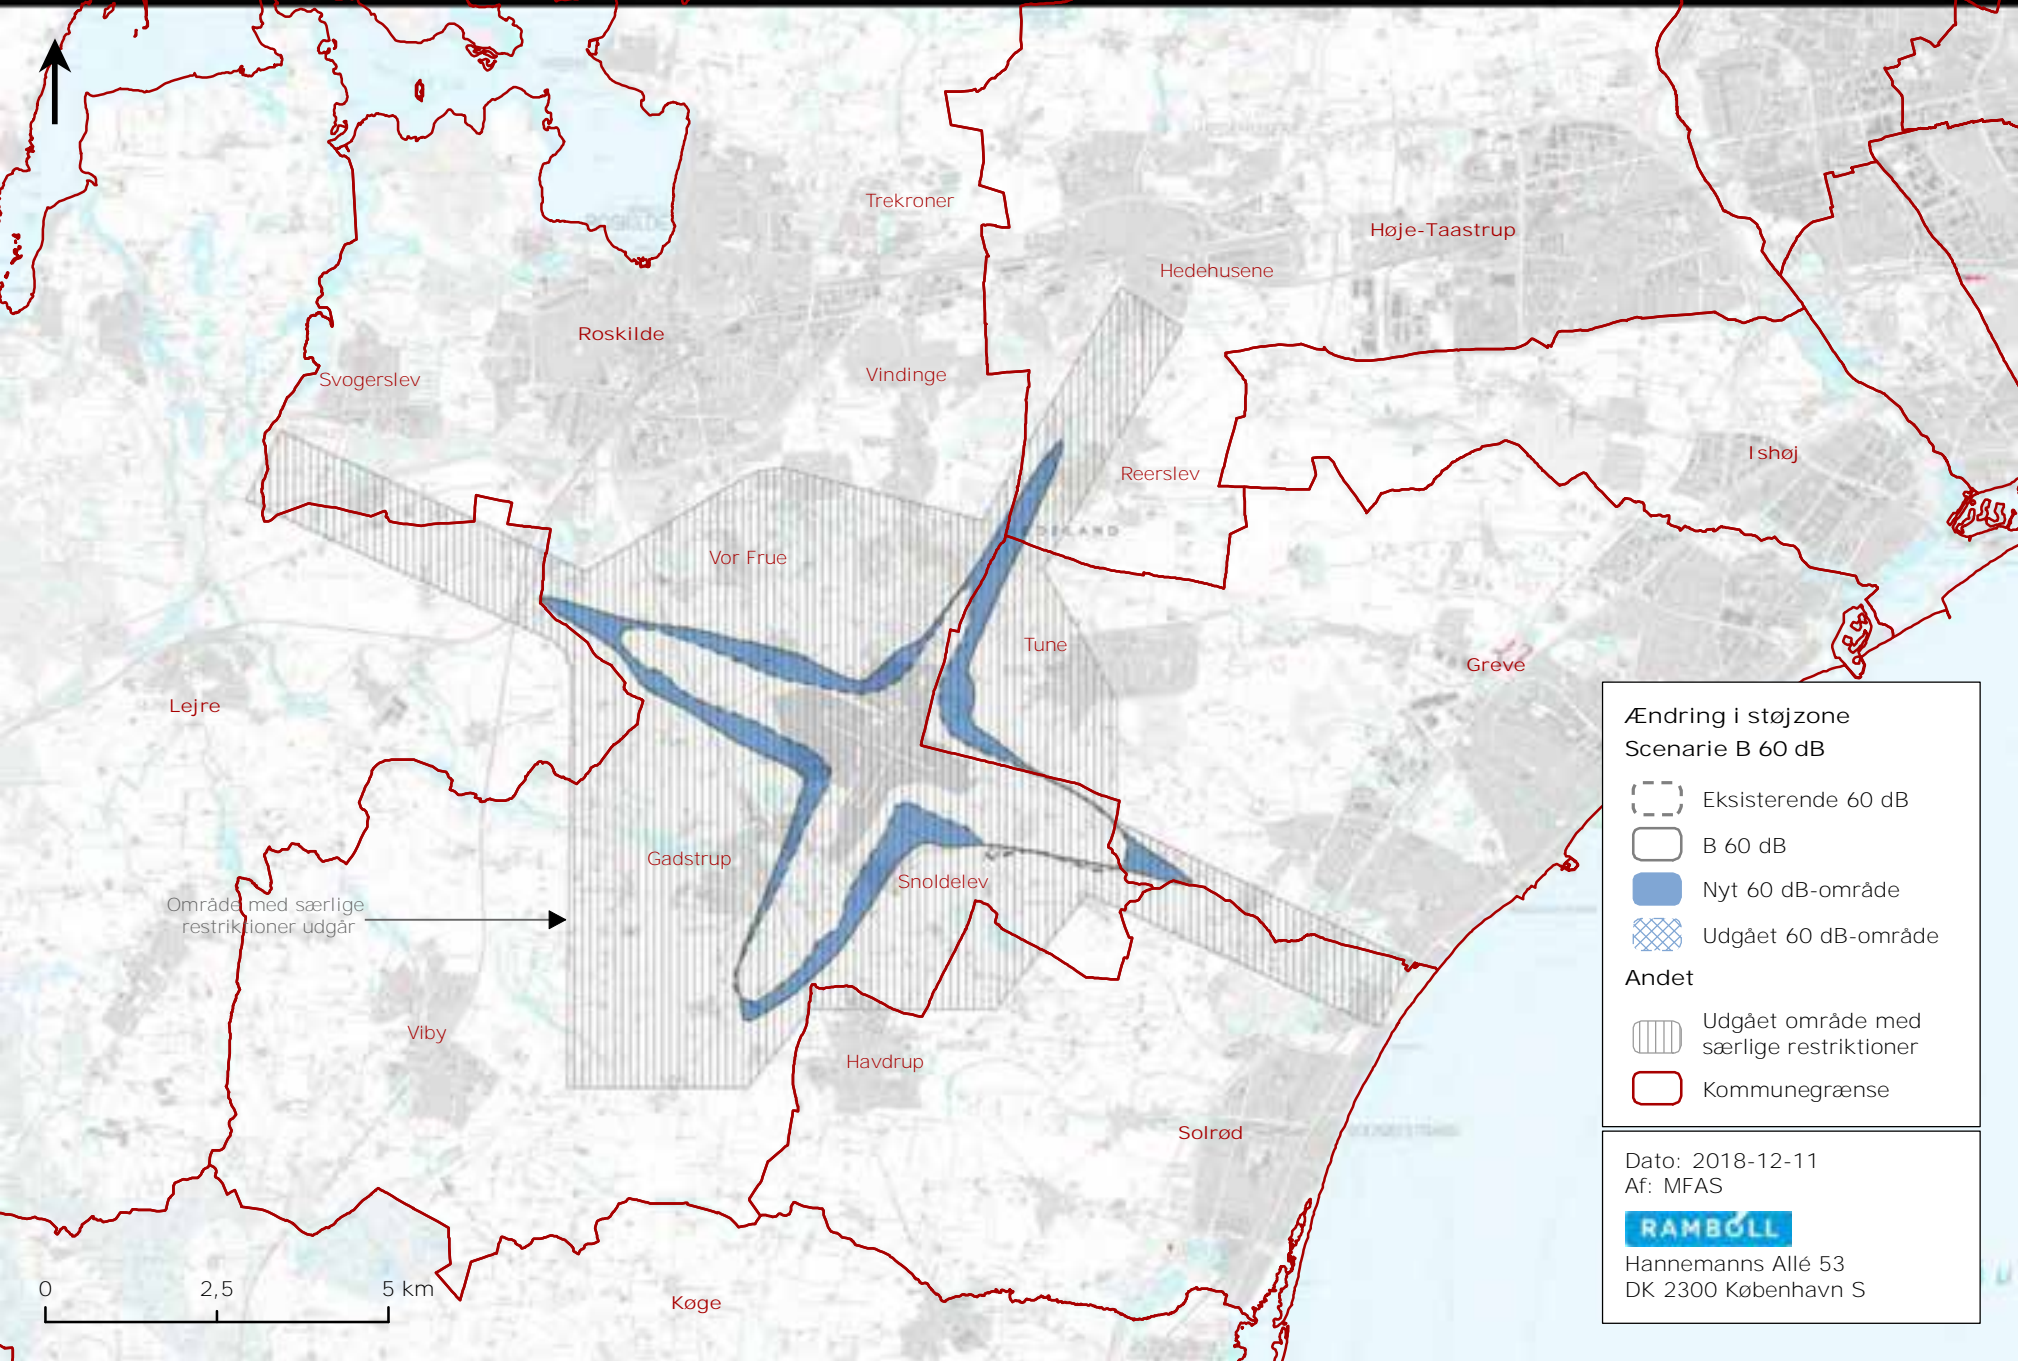 Trekroner
Høje-Taastrup
Hedehusene
Roskilde
Svogerslev
Vindinge
Ishøj
Reerslev
Vor Frue
Tune
Greve
Lejre
Ændring i støjzone
Scenarie B 60 dB
Eksisterende 60 dB
B 60 dB
Nyt 60 dB-område
Udgået 60 dB-område
Andet
Udgået område med
særlige restriktioner
Kommunegrænse
Gadstrup
Snoldelev
Område med særlige
restriktioner udgår
Viby
Havdrup
Solrød
Dato: 2018-12-11
Af: MFAS
RAMBOLL
Hannemanns Allé 53
DK 2300 København S
0 2,5 5 km
Køge